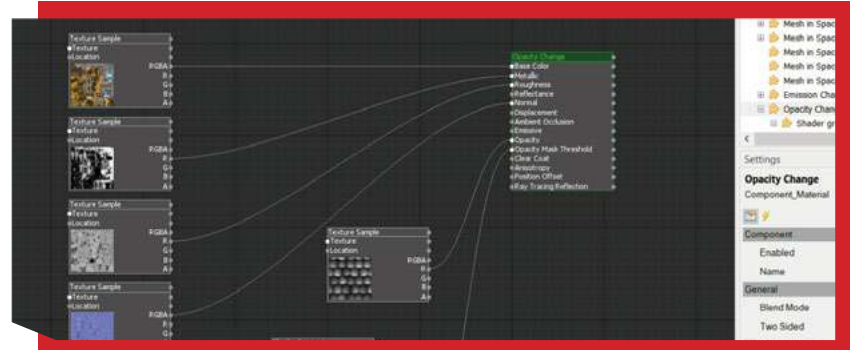 Texture Sample
Texture
Location
RGBA
R
G
B
A
Texture Sample
Texture
Location
RGBA
R
G
B
A
Texture Sample
Texture
Location
RGBA
R
G
B
A
Texture Sample
Texture
Location
RGBA
R
G
Texture Sample
Texture
Location
RGBA
R
G
B
A
Opacity Change
Base Color
Metallic
Roughness
Reflectance
Normal
Displacement
Ambient Occlusion
Emissive
Opacity
Opacity Mask Threshold
Clear Coat
Anisotropy
Position Offset
Ray Tracing Reflection
Mesh in Spac
Mesh in Spac
Mesh in Spac
Mesh in Spac
Mesh in Spac
Emission Cha
Opacity Chan
Shader gr
Settings
Opacity Change
Component_Material
Component
Enabled
Name
General
Blend Mode
Two Sided